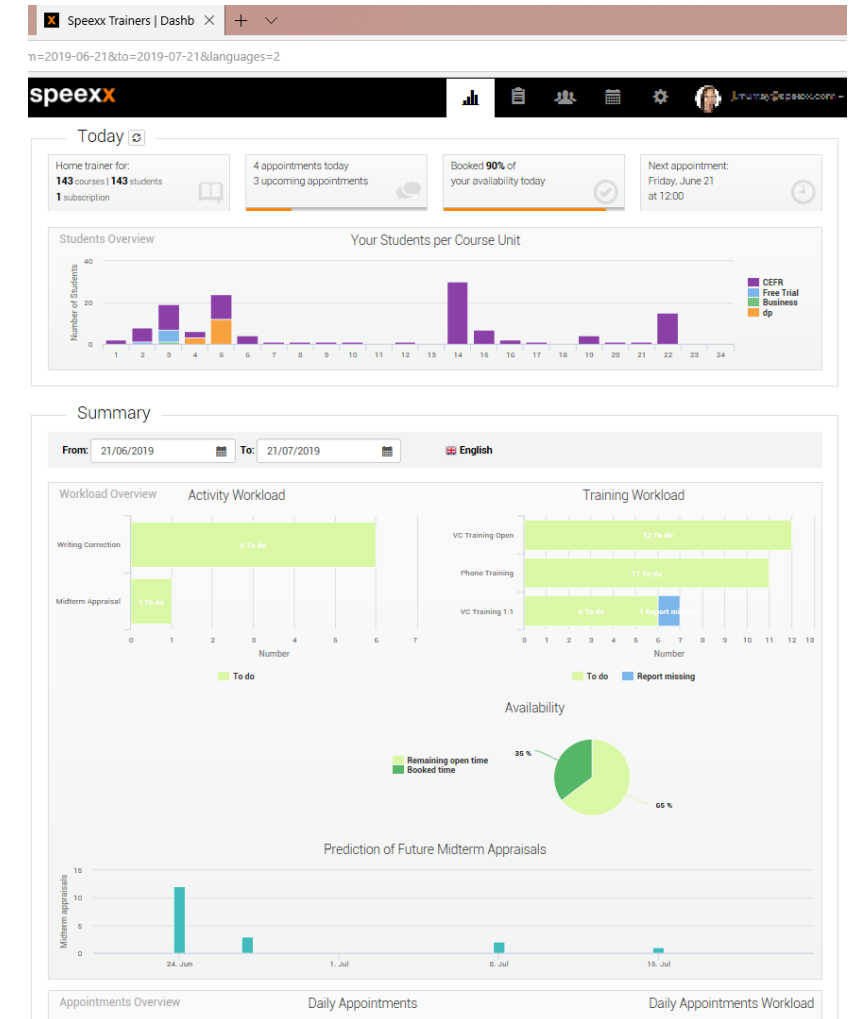 Speexx Trainers | Dashb
m=2019-06-21&to=2019-07-21&languages=2
speexx
Today
Home trainer for:
143 courses | 143 students
1 subscription
4 appointments today
3 upcoming appointments
Booked 90% of
your availability today
Next appointment:
Friday, June 21
at 12:00
Students Overview
Your Students per Course Unit
Number of Students
40
20
0
1 2 3 4 5 6 7 8 9 10 11 12 13 14 15 16 17 18 19 20 21 22 23 24
CEFR
Free Trial
Business
dp
Summary
From: 21/06/2019 To: 21/07/2019 English
Workload Overview
Activity Workload
Writing Correction
6 To do
Midterm Appraisal
1 To do
0 1 2 3 4 5 6 7
Number
To do
Training Workload
VC Training Open
12 To do
Phone Training
11 To do
VC Training 1:1
6 To do 1 Report missing
0 1 2 3 4 5 6 7 8 9 10 11 12 13
Number
To do Report missing
Availability
Remaining open time
Booked time
35 %
65 %
Prediction of Future Midterm Appraisals
Midterm appraisals
15
10
5
0
24. Jun 1. Jul 8. Jul 15. Jul
Appointments Overview
Daily Appointments
Daily Appointments Workload